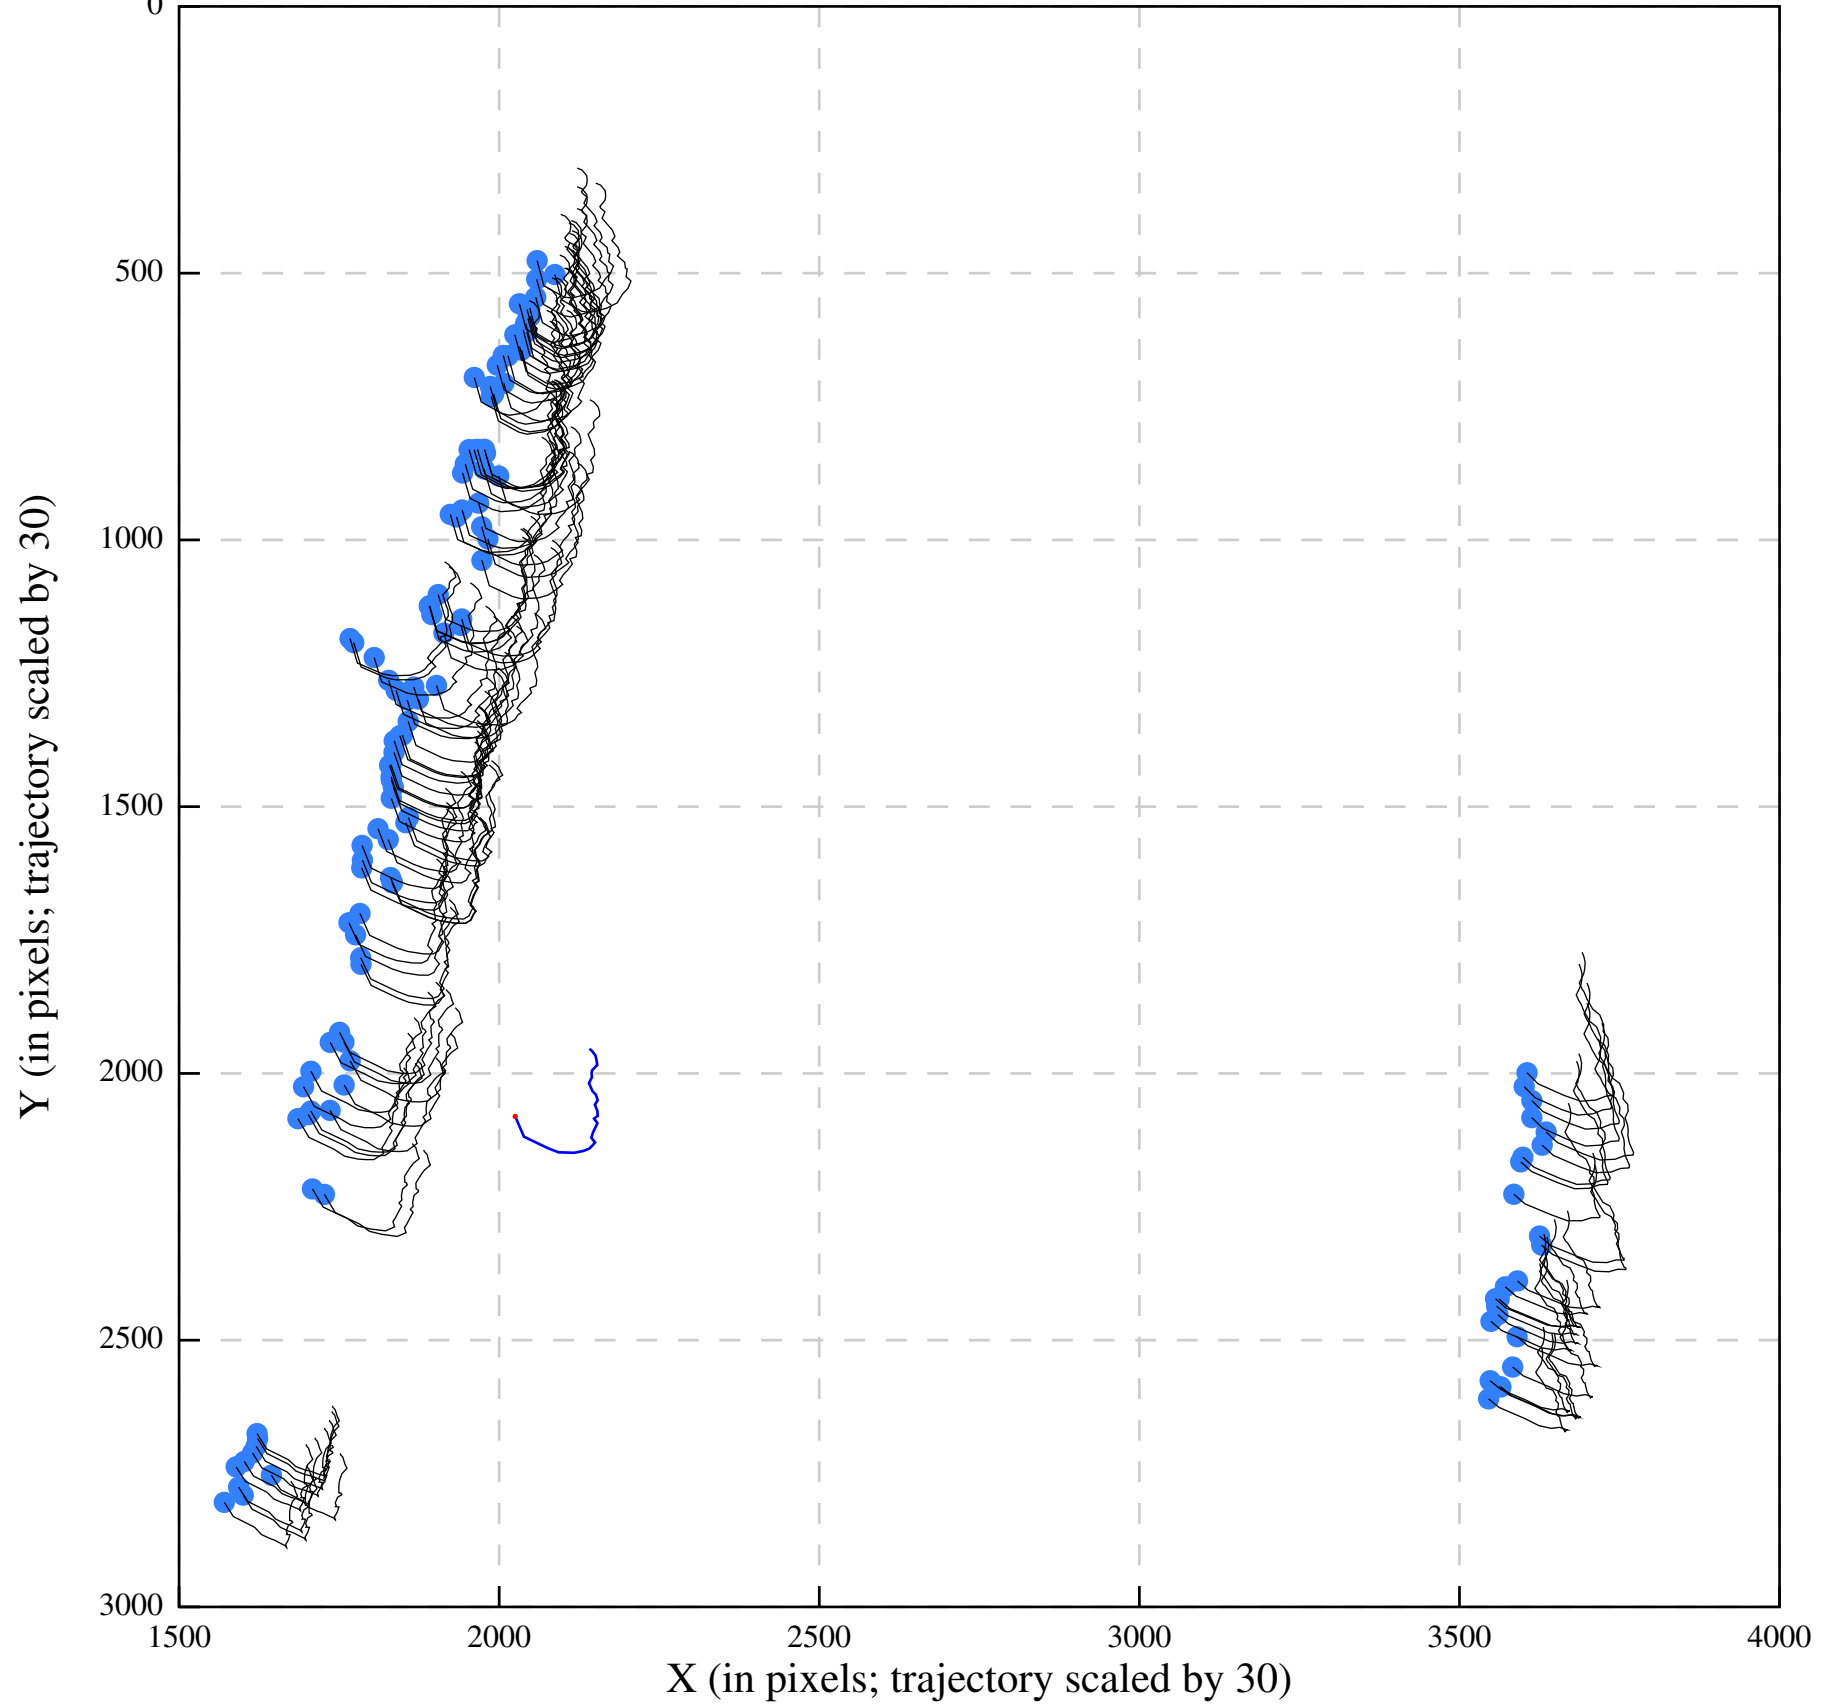 0
500
1000
1500
2000
2500
3000
Y (in pixels; trajectory scaled by 30)
1500 2000 2500 3000 3500 4000
X (in pixels; trajectory scaled by 30)